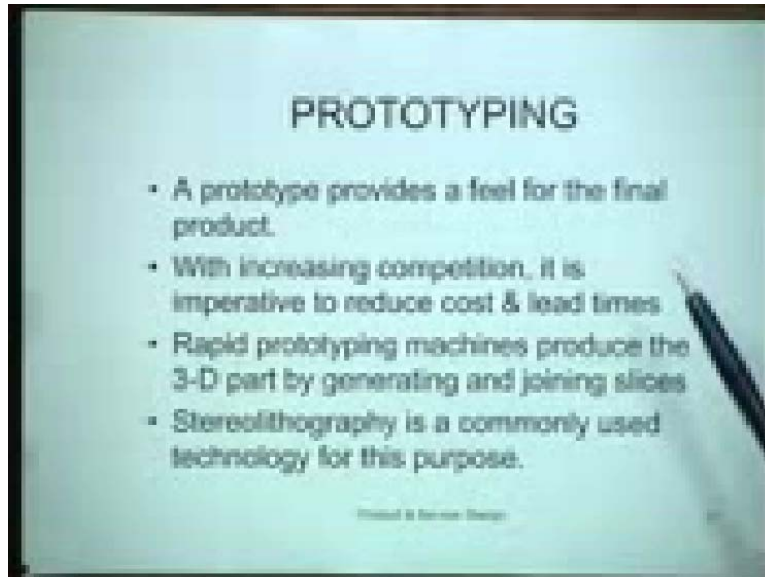 PROTOTYPING
• A prototype provides a feel for the final
product.
• With increasing competition, it is
imperative to reduce cost & lead times
• Rapid prototyping machines produce the
3-D part by generating and joining slices
• Stereolithography is a commonly used
technology for this purpose.
Product & Service Design